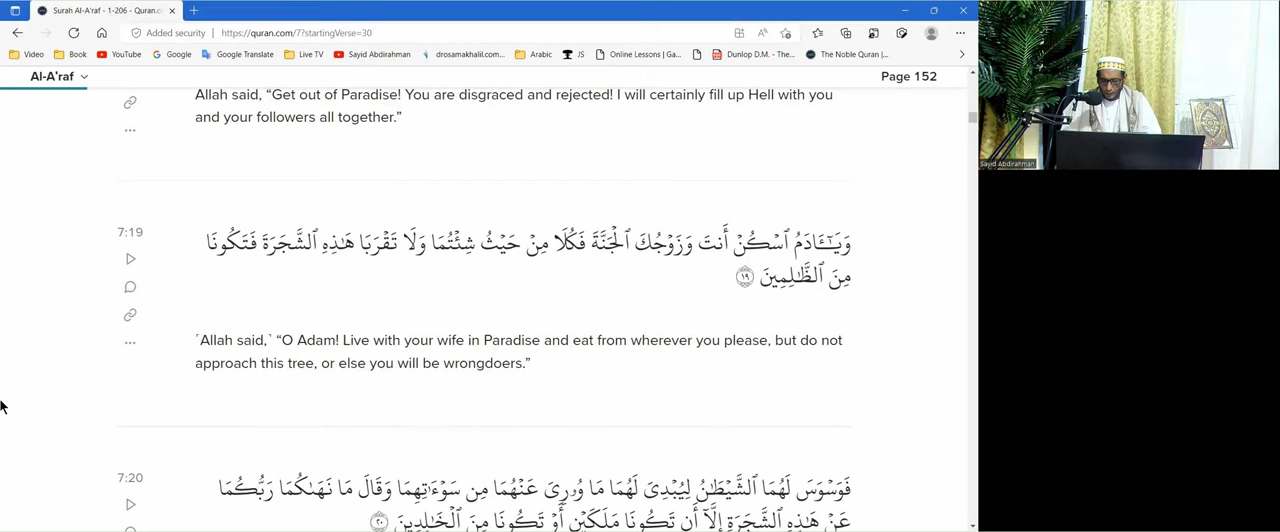 Surah Al-A'raf - 1-206 - Quran.c
Added security
https://quran.com/7?startingVerse=30
Video
Book
YouTube
Google
Google Translate
Live TV
Sayid Abdirahman
drosamakhalil.com...
Arabic
JS
Online Lessons | Ga...
Dunlop D.M. - The...
The Noble Quran |...
Al-A'raf
Page 152
Allah said, “Get out of Paradise! You are disgraced and rejected! I will certainly fill up Hell with you
and your followers all together.”
7:19
وَيَـٰٓـَٔادَمُ ٱسْكُنْ أَنتَ وَزَوْجُكَ ٱلْجَنَّةَ فَكُلَا مِنْ حَيْثُ شِئْتُمَا وَلَا تَقْرَبَا هَـٰذِهِ ٱلشَّجَرَةَ فَتَكُونَا
مِنَ ٱلظَّـٰلِمِينَ ١٩
˹Allah said,˺ “O Adam! Live with your wife in Paradise and eat from wherever you please, but do not
approach this tree, or else you will be wrongdoers.”
7:20
فَوَسْوَسَ لَهُمَا ٱلشَّيْطَـٰنُ لِيُبْدِىَ لَهُمَا مَا وُۥرِىَ عَنْهُمَا مِن سَوْءَٰتِهِمَا وَقَالَ مَا نَهَىٰكُمَا رَبُّكُمَا
عَنْ هَـٰذِهِ ٱلشَّجَرَةِ إِلَّآ أَن تَكُونَا مَلَكَيْنِ أَوْ تَكُونَا مِنَ ٱلْخَـٰلِدِينَ ٢٠
Sayid Abdirahman